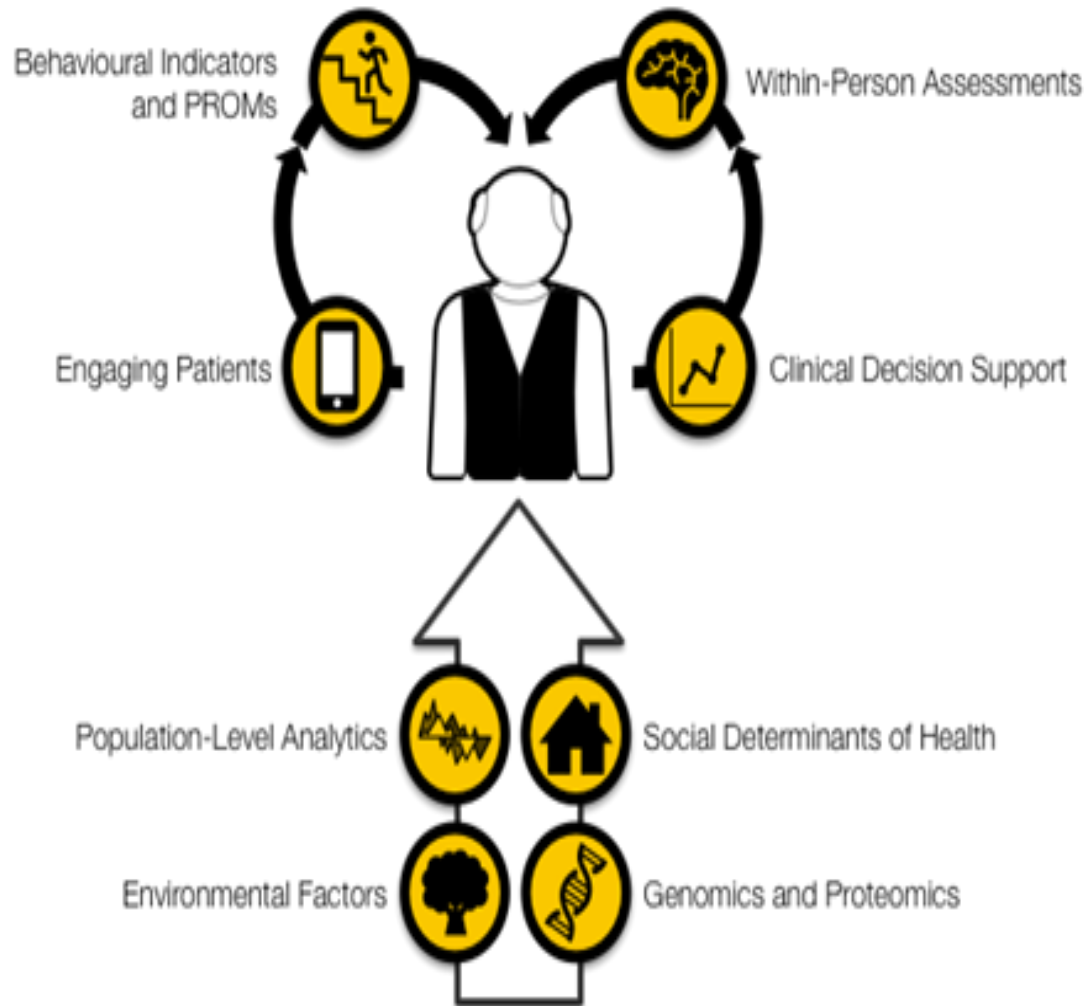 Behavioural Indicators
and PROMs
Within-Person Assessments
Engaging Patients
Clinical Decision Support
Population-Level Analytics
Social Determinants of Health
Environmental Factors
Genomics and Proteomics